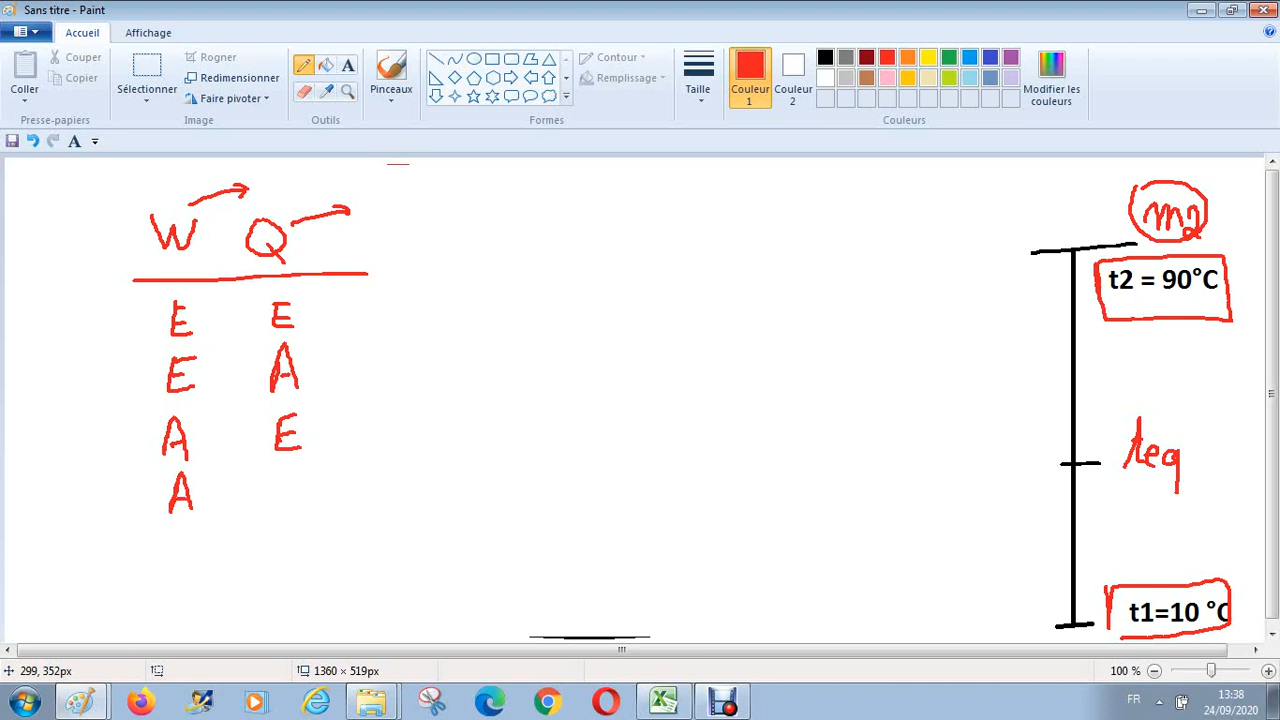 Sans titre - Paint
Accueil
Affichage
Coller
Couper
Copier
Presse-papiers
Sélectionner
Rogner
Redimensionner
Faire pivoter
Image
A
Outils
Pinceaux
Contour
Remplissage
Formes
Taille
Couleur 1
Couleur 2
Modifier les couleurs
Couleurs
A
W Q
E E
E A
A E
A
m2
t2 = 90°C
teq
t1=10 °C
299, 352px
1360 × 519px
100 %
FR
13:38
24/09/2020